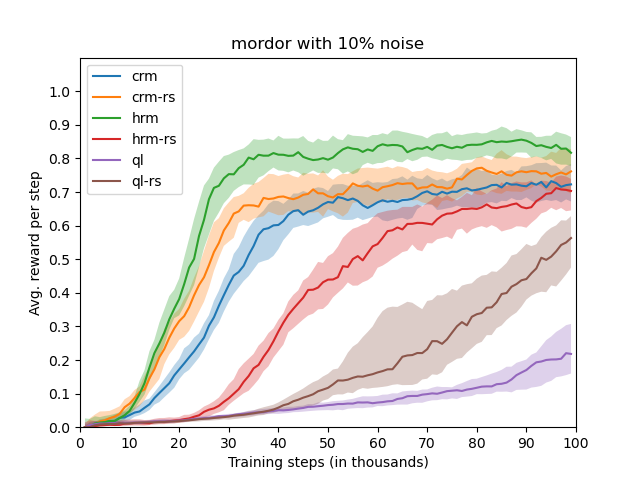 mordor with 10% noise
crm
crm-rs
hrm
hrm-rs
ql
ql-rs
Avg. reward per step
1.0
0.9
0.8
0.7
0.6
0.5
0.4
0.3
0.2
0.1
0.0
0 10 20 30 40 50 60 70 80 90 100
Training steps (in thousands)